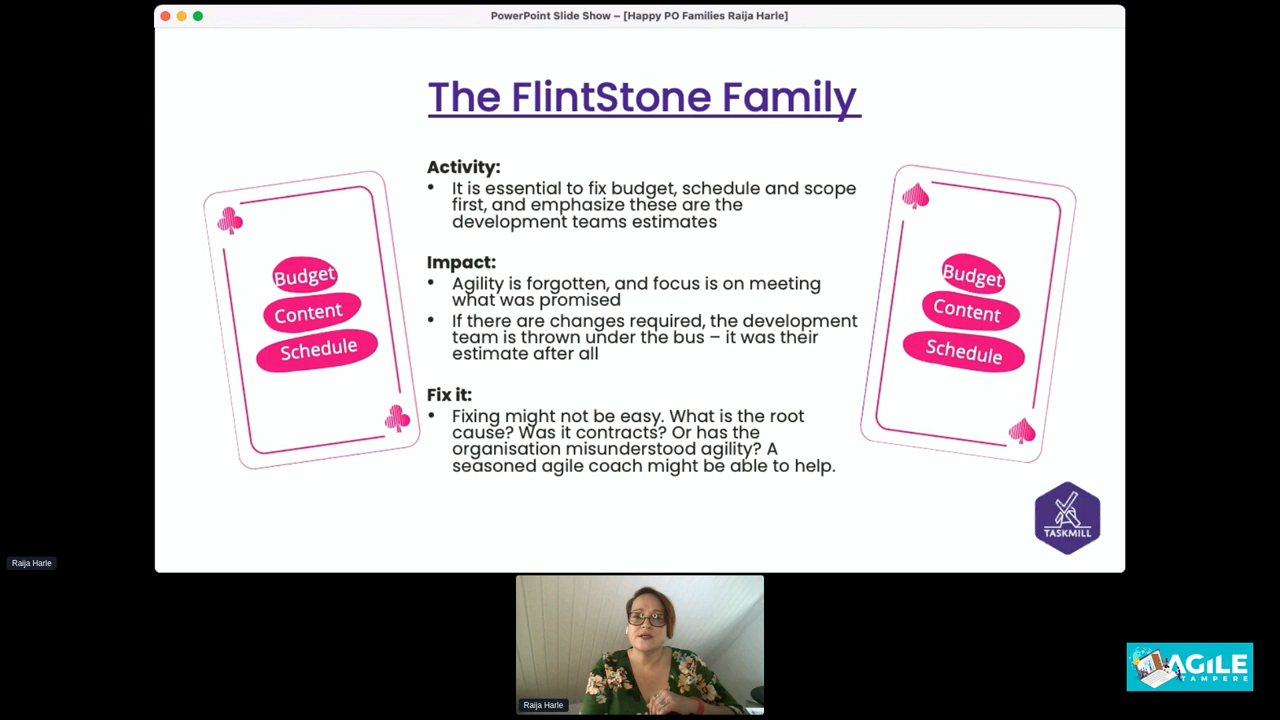 PowerPoint Slide Show – [Happy PO Families Raija Harle]
The FlintStone Family
Activity:
• It is essential to fix budget, schedule and scope
first, and emphasize these are the
development teams estimates
Impact:
• Agility is forgotten, and focus is on meeting
what was promised
• If there are changes required, the development
team is thrown under the bus – it was their
estimate after all
Fix it:
• Fixing might not be easy. What is the root
cause? Was it contracts? Or has the
organisation misunderstood agility? A
seasoned agile coach might be able to help.
Budget
Content
Schedule
Budget
Content
Schedule
TASKMILL
Raija Harle
Raija Harle
AGILE
TAMPERE